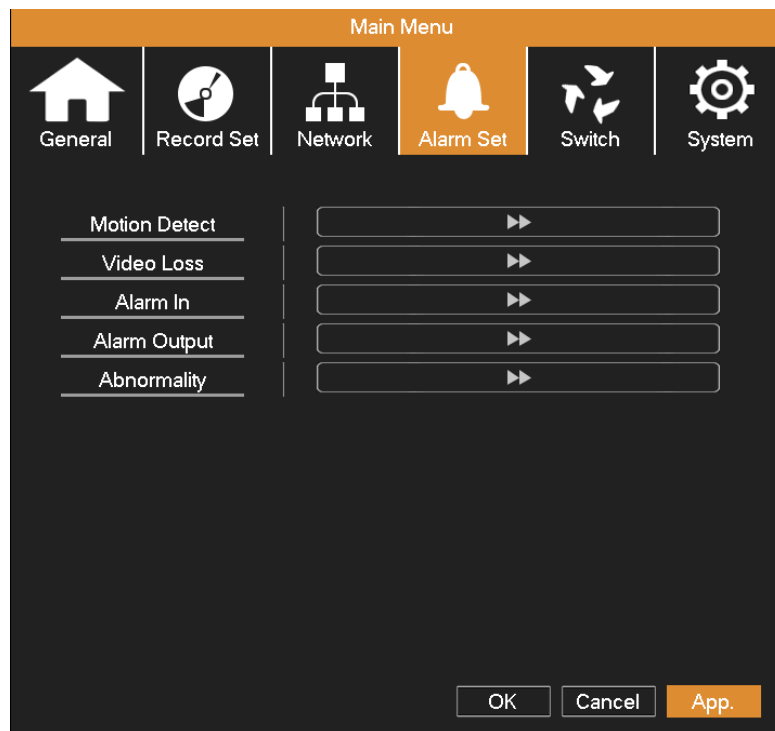 Main Menu
General Record Set Network Alarm Set Switch System
Motion Detect
Video Loss
Alarm In
Alarm Output
Abnormality
OK Cancel App.